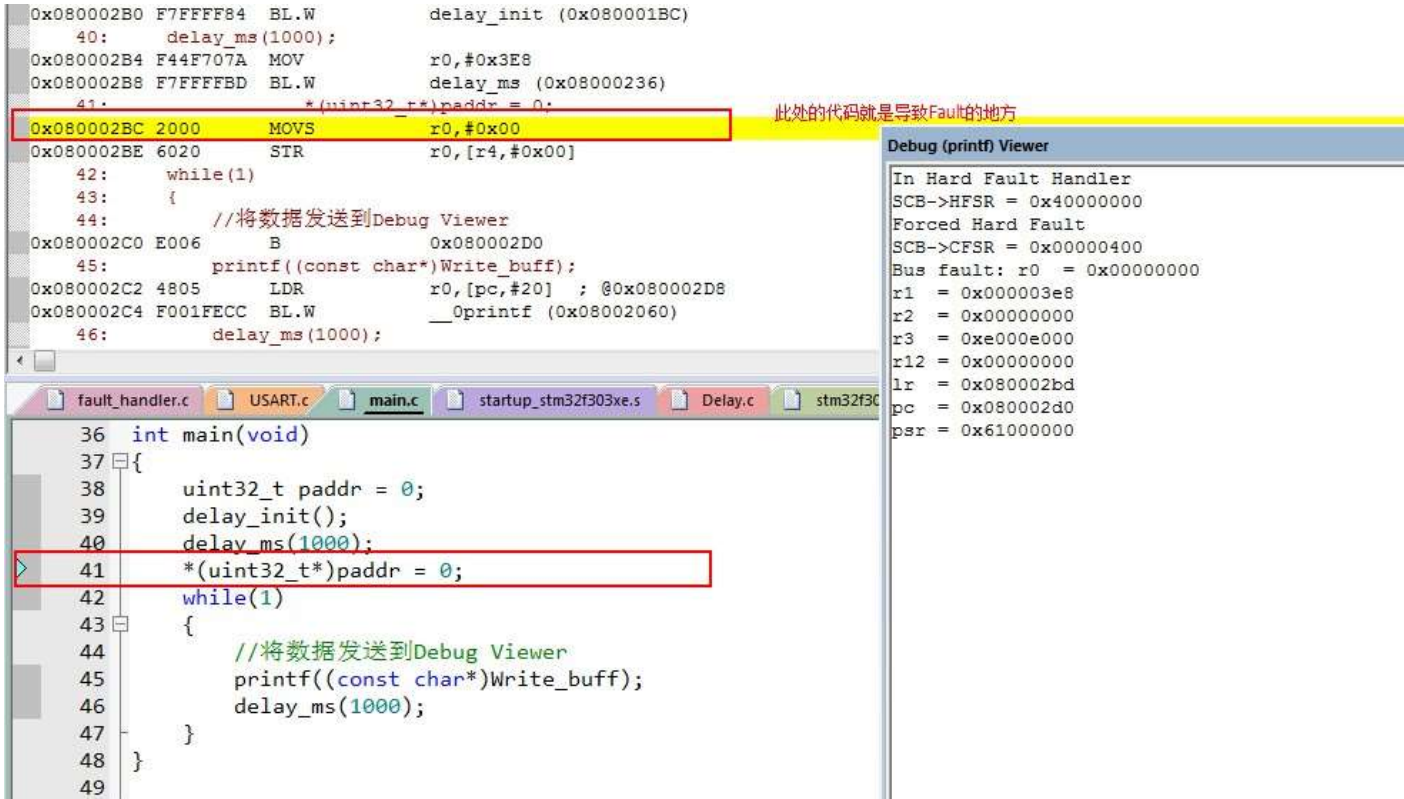 0x080002B0 F7FFFF84 BL.W delay_init (0x080001BC)
40: delay_ms(1000);
0x080002B4 F44F707A MOV r0,#0x3E8
0x080002B8 F7FFFFBD BL.W delay_ms (0x08000236)
41: *(uint32_t*)paddr = 0;
此处的代码就是导致Fault的地方
0x080002BC 2000 MOVS r0,#0x00
0x080002BE 6020 STR r0,[r4,#0x00]
42: while(1)
43: {
44: //将数据发送到Debug Viewer
0x080002C0 E006 B 0x080002D0
45: printf((const char*)Write_buff);
0x080002C2 4805 LDR r0,[pc,#20] ; @0x080002D8
0x080002C4 F001FECC BL.W __0printf (0x08002060)
46: delay_ms(1000);
Debug (printf) Viewer
In Hard Fault Handler
SCB->HFSR = 0x40000000
Forced Hard Fault
SCB->CFSR = 0x00000400
Bus fault: r0 = 0x00000000
r1 = 0x000003e8
r2 = 0x00000000
r3 = 0xe000e000
r12 = 0x00000000
lr = 0x080002bd
pc = 0x080002d0
psr = 0x61000000
fault_handler.c USART.c main.c startup_stm32f303xe.s Delay.c stm32f30
36 int main(void)
37 {
38 uint32_t paddr = 0;
39 delay_init();
40 delay_ms(1000);
41 *(uint32_t*)paddr = 0;
42 while(1)
43 {
44 //将数据发送到Debug Viewer
45 printf((const char*)Write_buff);
46 delay_ms(1000);
47 }
48 }
49